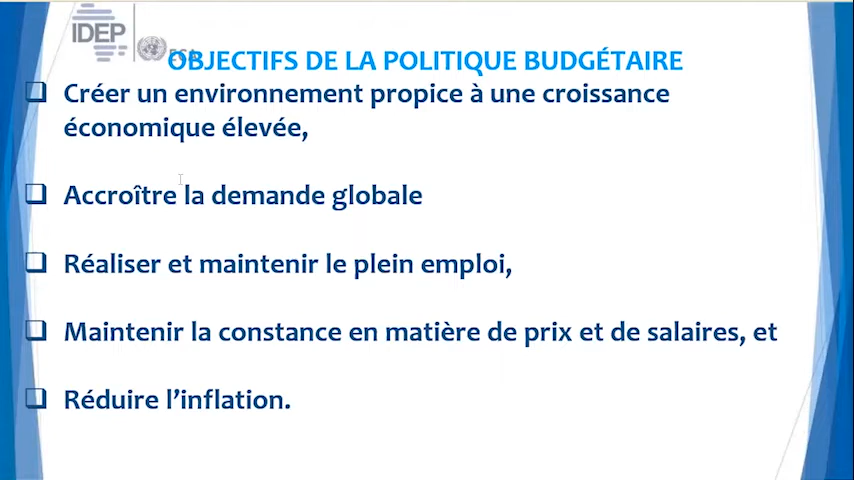 IDEP
ECA
OBJECTIFS DE LA POLITIQUE BUDGÉTAIRE
Créer un environnement propice à une croissance
économique élevée,
Accroître la demande globale
Réaliser et maintenir le plein emploi,
Maintenir la constance en matière de prix et de salaires, et
Réduire l’inflation.